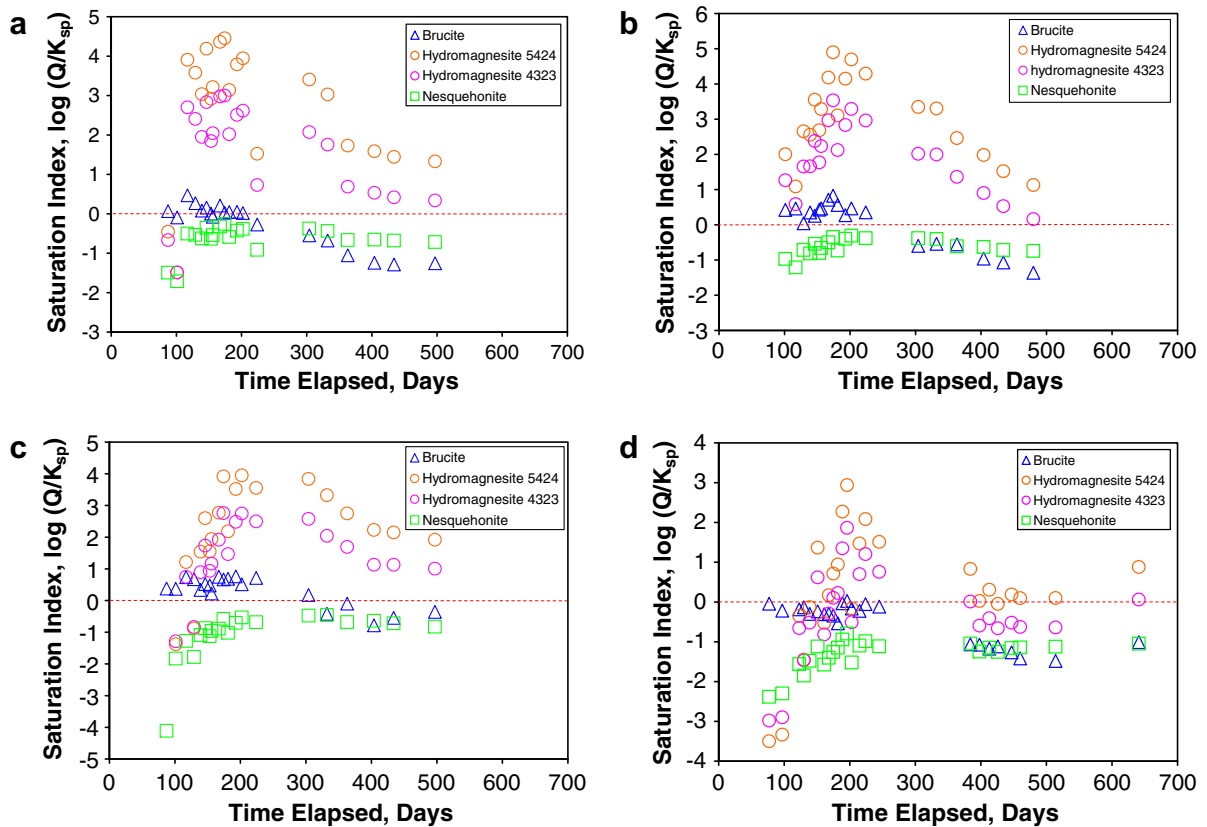 a
Saturation Index, log (Q/Ksp)
5
4
3
2
1
0
-1
-2
-3
0 100 200 300 400 500 600 700
Time Elapsed, Days
Brucite
Hydromagnesite 5424
Hydromagnesite 4323
Nesquehonite
b
Saturation Index, log (Q/Ksp)
6
5
4
3
2
1
0
-1
-2
-3
0 100 200 300 400 500 600 700
Time Elapsed, Days
Brucite
Hydromagnesite 5424
hydromagnesite 4323
Nesquehonite
c
Saturation Index, log (Q/Ksp)
5
4
3
2
1
0
-1
-2
-3
-4
-5
0 100 200 300 400 500 600 700
Time Elapsed, Days
Brucite
Hydromagnesite 5424
Hydromagnesite 4323
Nesquehonite
d
Saturation Index, log (Q/Ksp)
4
3
2
1
0
-1
-2
-3
-4
0 100 200 300 400 500 600 700
Time Elapsed, Days
Brucite
Hydromagnesite 5424
Hydromagnesite 4323
Nesquehonite